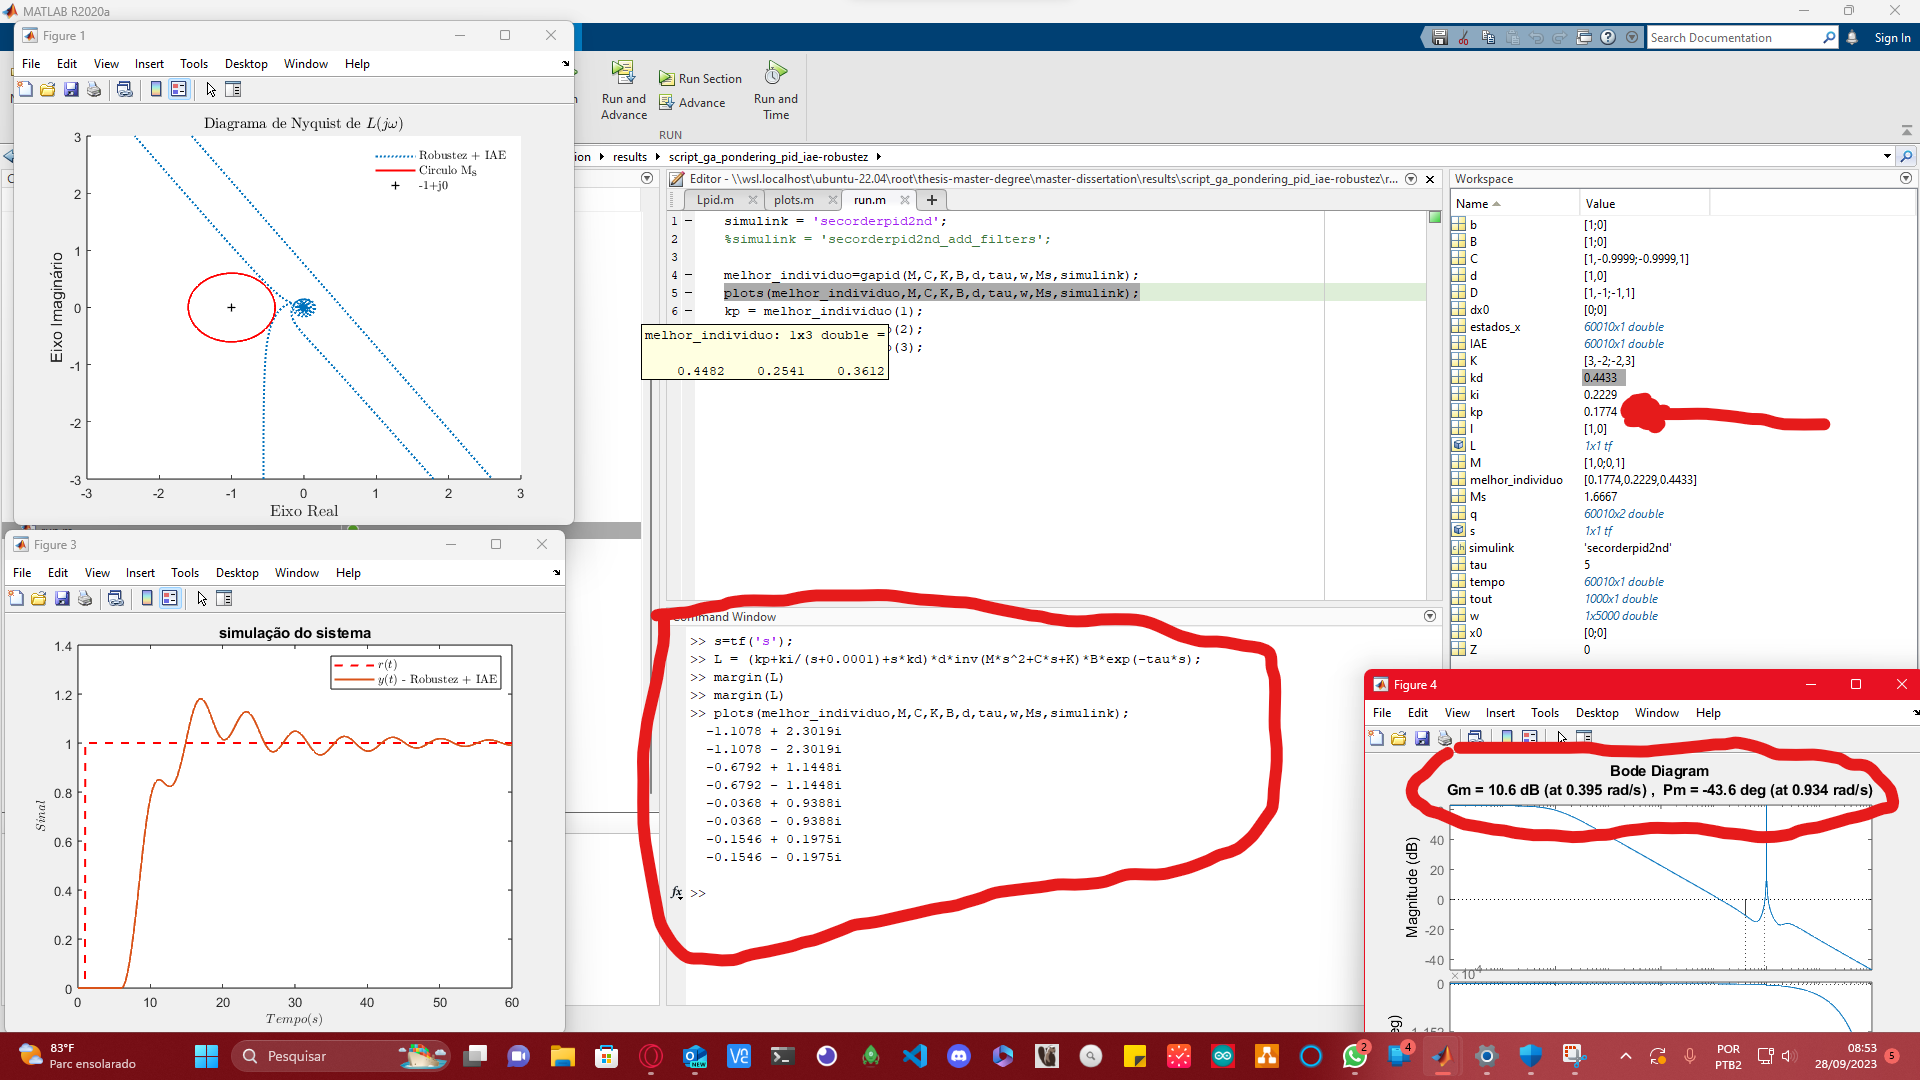 MATLAB R2020a
Search Documentation
Sign In
Figure 1
File Edit View Insert Tools Desktop Window Help
Diagrama de Nyquist de L(jω)
Robustez + IAE
Circulo Ms
-1+j0
Eixo Imaginário
3
2
1
0
-1
-2
-3
-3 -2 -1 0 1 2 3
Eixo Real
Run and Advance
Run Section
Advance
Run and Time
RUN
results
script_ga_pondering_pid_iae-robustez
Editor - \\wsl.localhost\ubuntu-22.04\root\thesis-master-degree\master-dissertation\results\script_ga_pondering_pid_iae-robustez\r...
Lpid.m plots.m run.m
1 simulink = 'secorderpid2nd';
2 %simulink = 'secorderpid2nd_add_filters';
3
4 melhor_individuo=gapid(M,C,K,B,d,tau,w,Ms,simulink);
5 plots(melhor_individuo,M,C,K,B,d,tau,w,Ms,simulink);
6 kp = melhor_individuo(1);
(2);
(3);
melhor_individuo: 1x3 double =
0.4482 0.2541 0.3612
Workspace
Name Value
b [1;0]
B [1;0]
C [1,-0.9999;-0.9999,1]
d [1,0]
D [1,-1;-1,1]
dx0 [0;0]
estados_x 60010x1 double
IAE 60010x1 double
K [3,-2;-2,3]
kd 0.4433
ki 0.2229
kp 0.1774
l [1,0]
L 1x1 tf
M [1,0;0,1]
melhor_individuo [0.1774,0.2229,0.4433]
Ms 1.6667
q 60010x2 double
s 1x1 tf
simulink 'secorderpid2nd'
tau 5
tempo 60010x1 double
tout 1000x1 double
w 1x5000 double
x0 [0;0]
Z 0
Figure 3
File Edit View Insert Tools Desktop Window Help
simulação do sistema
r(t)
y(t) - Robustez + IAE
Sinal
1.4
1.2
1
0.8
0.6
0.4
0.2
0
0 10 20 30 40 50 60
Tempo(s)
Command Window
>> s=tf('s');
>> L = (kp+ki/(s+0.0001)+s*kd)*d*inv(M*s^2+C*s+K)*B*exp(-tau*s);
>> margin(L)
>> margin(L)
>> plots(melhor_individuo,M,C,K,B,d,tau,w,Ms,simulink);
-1.1078 + 2.3019i
-1.1078 - 2.3019i
-0.6792 + 1.1448i
-0.6792 - 1.1448i
-0.0368 + 0.9388i
-0.0368 - 0.9388i
-0.1546 + 0.1975i
-0.1546 - 0.1975i
fx >>
Figure 4
File Edit View Insert Tools Desktop Window Help
Bode Diagram
Gm = 10.6 dB (at 0.395 rad/s) , Pm = -43.6 deg (at 0.934 rad/s)
Magnitude (dB)
40
20
0
-20
-40
0
83°F
Parc ensolarado
Pesquisar
2
4
POR
PTB2
08:53
28/09/2023
5